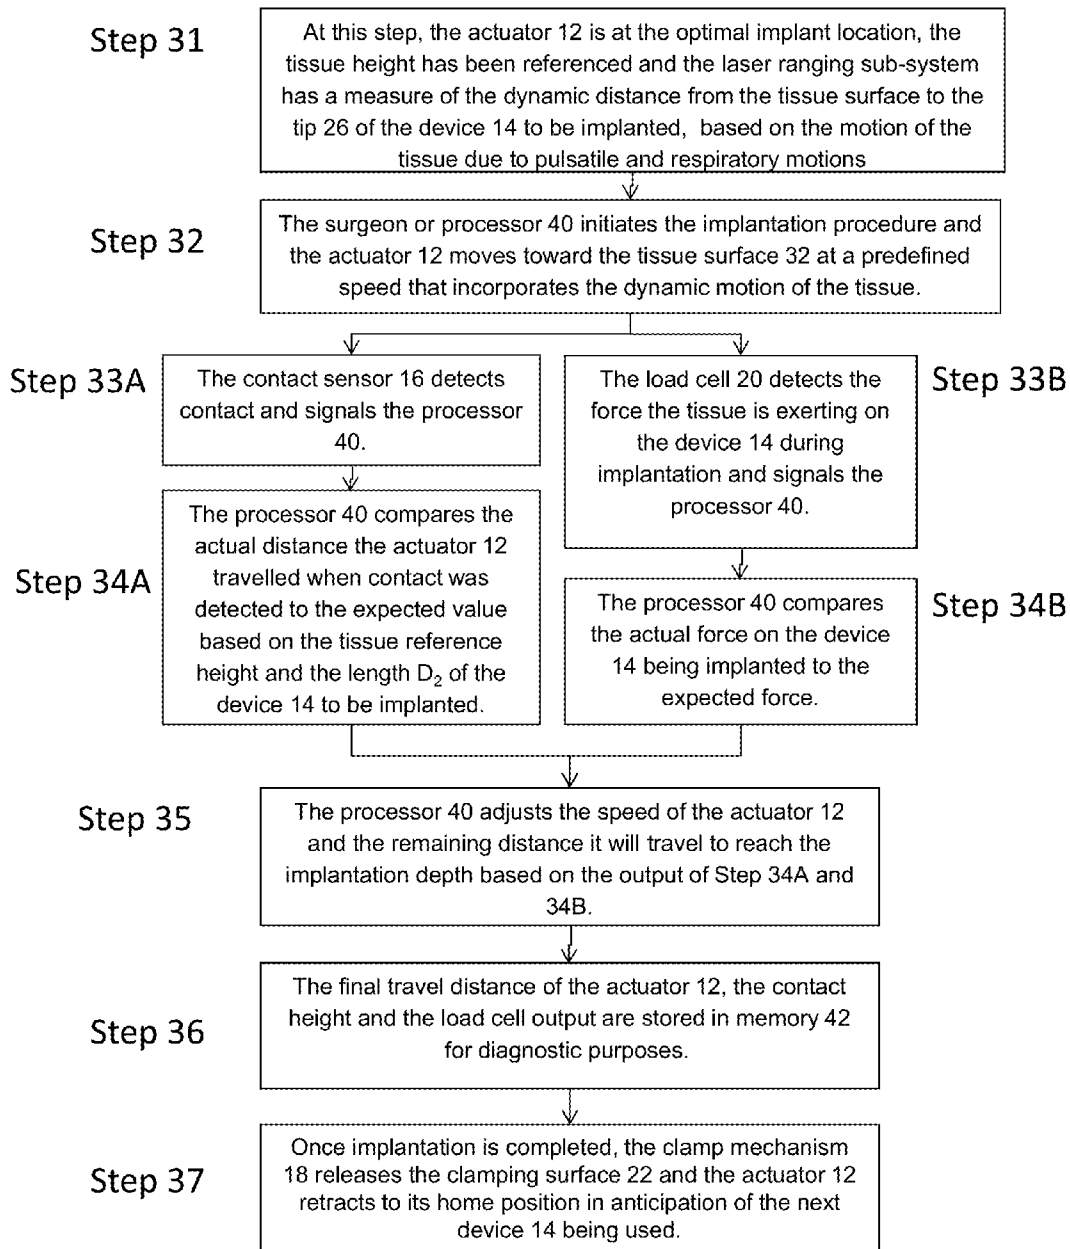 Step 31
At this step, the actuator 12 is at the optimal implant location, the
tissue height has been referenced and the laser ranging sub-system
has a measure of the dynamic distance from the tissue surface to the
tip 26 of the device 14 to be implanted, based on the motion of the
tissue due to pulsatile and respiratory motions
Step 32
The surgeon or processor 40 initiates the implantation procedure and
the actuator 12 moves toward the tissue surface 32 at a predefined
speed that incorporates the dynamic motion of the tissue.
Step 33A
The contact sensor 16 detects
contact and signals the processor
40.
Step 33B
The load cell 20 detects the
force the tissue is exerting on
the device 14 during
implantation and signals the
processor 40.
Step 34A
The processor 40 compares the
actual distance the actuator 12
travelled when contact was
detected to the expected value
based on the tissue reference
height and the length D₂ of the
device 14 to be implanted.
Step 34B
The processor 40 compares
the actual force on the device
14 being implanted to the
expected force.
Step 35
The processor 40 adjusts the speed of the actuator 12
and the remaining distance it will travel to reach the
implantation depth based on the output of Step 34A and
34B.
Step 36
The final travel distance of the actuator 12, the contact
height and the load cell output are stored in memory 42
for diagnostic purposes.
Step 37
Once implantation is completed, the clamp mechanism
18 releases the clamping surface 22 and the actuator 12
retracts to its home position in anticipation of the next
device 14 being used.